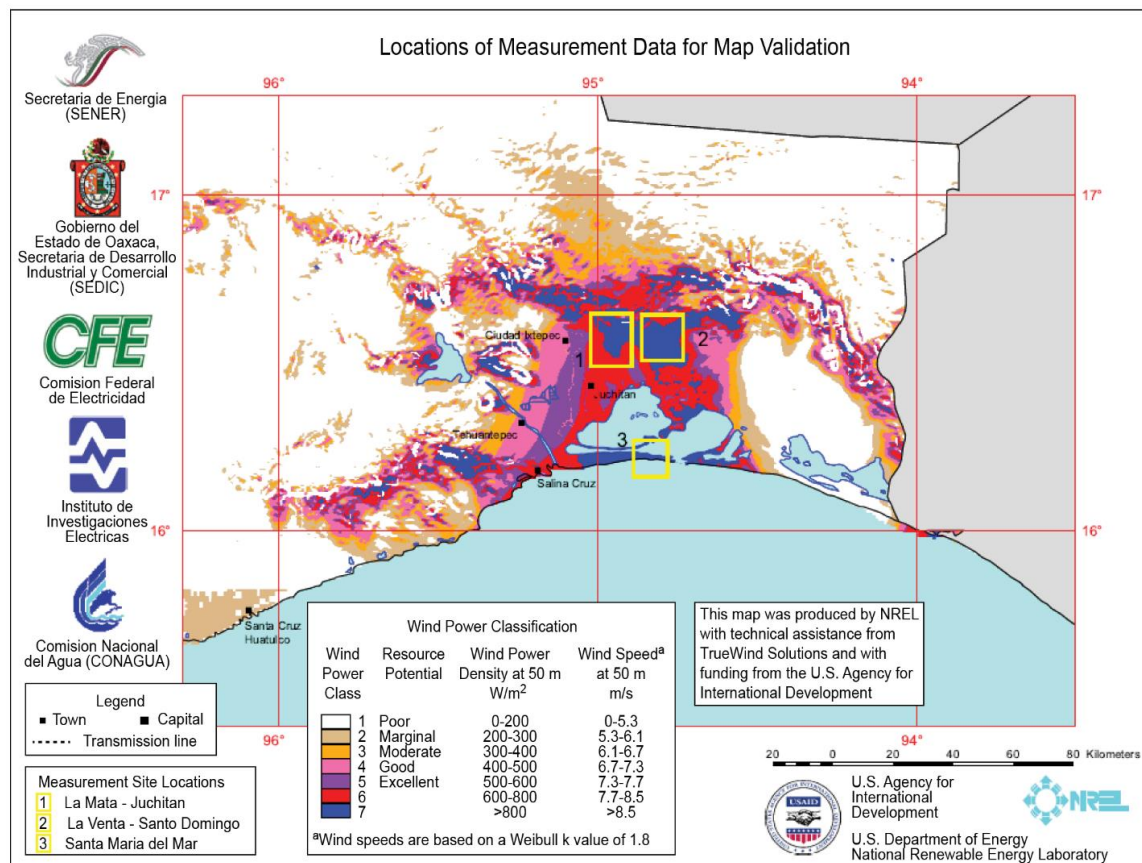 Locations of Measurement Data for Map Validation
Secretaria de Energia
(SENER)
Gobierno del
Estado de Oaxaca,
Secretaria de Desarrollo
Industrial y Comercial
(SEDIC)
CFE
Comision Federal
de Electricidad
Instituto de
Investigaciones
Electricas
Comision Nacional
del Agua (CONAGUA)
96° 95° 94°
17° 17°
Ciudad Ixtepec
1
2
Juchitan
Tehuantepec
3
Salina Cruz
16° 16°
Santa Cruz
Huatulco
96° 94°
Legend
Town Capital
Transmission line
Measurement Site Locations
1 La Mata - Juchitan
2 La Venta - Santo Domingo
3 Santa Maria del Mar
Wind Power Classification
Wind Resource Wind Power Wind Speedᵃ
Power Potential Density at 50 m at 50 m
Class W/m² m/s
1 Poor 0-200 0-5.3
2 Marginal 200-300 5.3-6.1
3 Moderate 300-400 6.1-6.7
4 Good 400-500 6.7-7.3
5 Excellent 500-600 7.3-7.7
6 600-800 7.7-8.5
7 >800 >8.5
ᵃWind speeds are based on a Weibull k value of 1.8
This map was produced by NREL
with technical assistance from
TrueWind Solutions and with
funding from the U.S. Agency for
International Development
20 0 20 40 60 80 Kilometers
USAID
U.S. Agency for
International
Development
NREL
U.S. Department of Energy
National Renewable Energy Laboratory